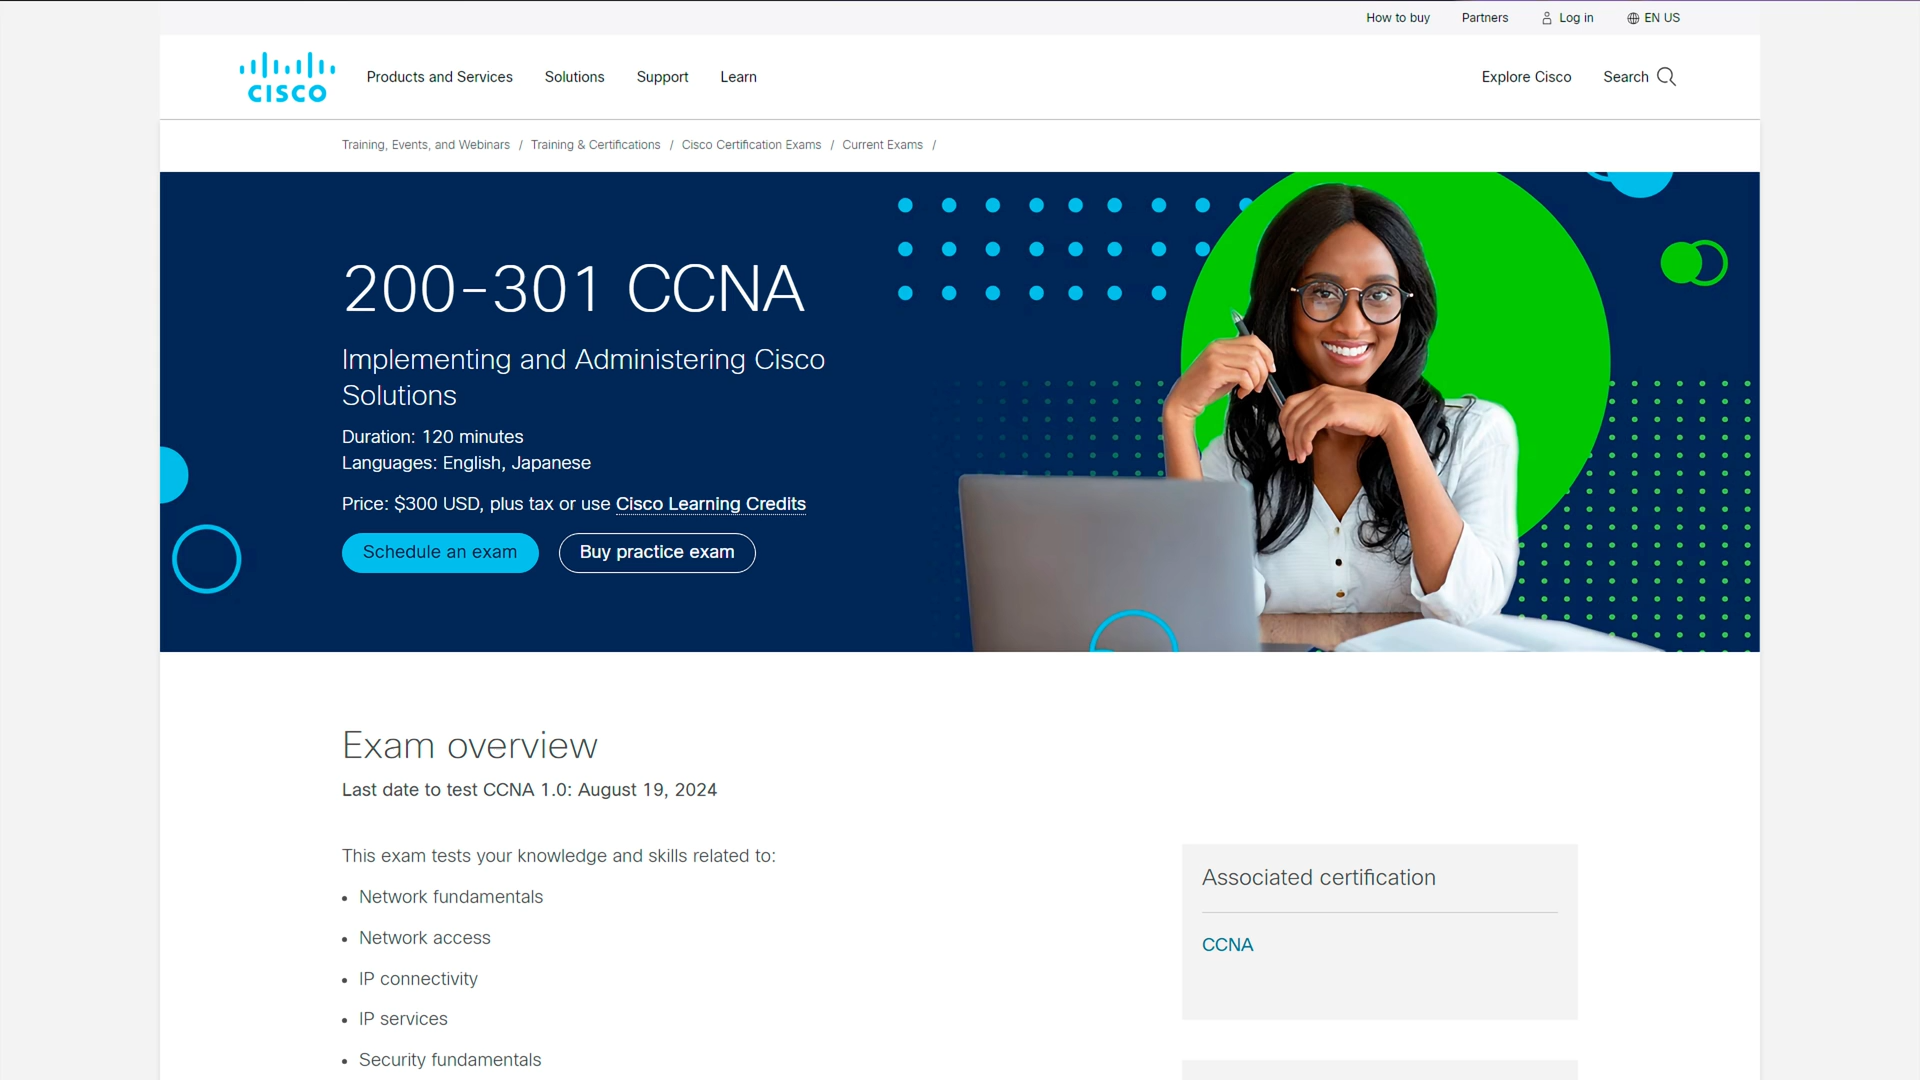 How to buy Partners Log in EN US
CISCO Products and Services Solutions Support Learn Explore Cisco Search
Training, Events, and Webinars / Training & Certifications / Cisco Certification Exams / Current Exams /
200-301 CCNA
Implementing and Administering Cisco
Solutions
Duration: 120 minutes
Languages: English, Japanese
Price: $300 USD, plus tax or use Cisco Learning Credits
Schedule an exam Buy practice exam
Exam overview
Last date to test CCNA 1.0: August 19, 2024
This exam tests your knowledge and skills related to:
• Network fundamentals
• Network access
• IP connectivity
• IP services
• Security fundamentals
Associated certification
CCNA